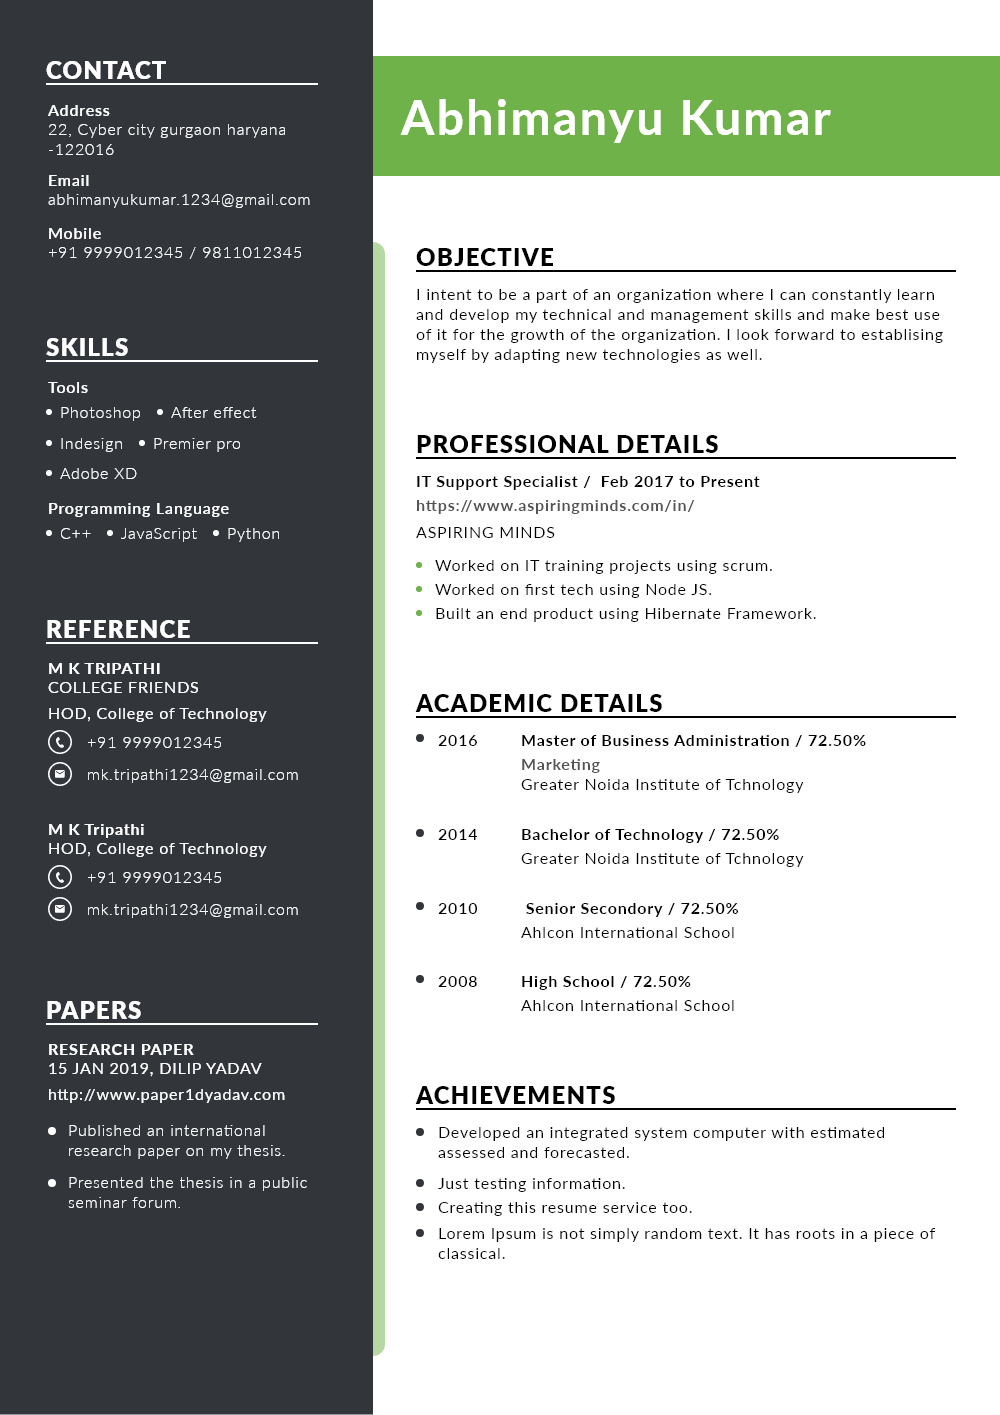 CONTACT
Address
22, Cyber city gurgaon haryana
-122016
Email
abhimanyukumar.1234@gmail.com
Mobile
+91 9999012345 / 9811012345
SKILLS
Tools
• Photoshop • After effect
• Indesign • Premier pro
• Adobe XD
Programming Language
• C++ • JavaScript • Python
REFERENCE
M K TRIPATHI
COLLEGE FRIENDS
HOD, College of Technology
+91 9999012345
mk.tripathi1234@gmail.com
M K Tripathi
HOD, College of Technology
+91 9999012345
mk.tripathi1234@gmail.com
PAPERS
RESEARCH PAPER
15 JAN 2019, DILIP YADAV
http://www.paper1dyadav.com
• Published an international
research paper on my thesis.
• Presented the thesis in a public
seminar forum.
Abhimanyu Kumar
OBJECTIVE
I intent to be a part of an organization where I can constantly learn
and develop my technical and management skills and make best use
of it for the growth of the organization. I look forward to establising
myself by adapting new technologies as well.
PROFESSIONAL DETAILS
IT Support Specialist / Feb 2017 to Present
https://www.aspiringminds.com/in/
ASPIRING MINDS
• Worked on IT training projects using scrum.
• Worked on first tech using Node JS.
• Built an end product using Hibernate Framework.
ACADEMIC DETAILS
• 2016 Master of Business Administration / 72.50%
Marketing
Greater Noida Institute of Tchnology
• 2014 Bachelor of Technology / 72.50%
Greater Noida Institute of Tchnology
• 2010 Senior Secondory / 72.50%
Ahlcon International School
• 2008 High School / 72.50%
Ahlcon International School
ACHIEVEMENTS
• Developed an integrated system computer with estimated
assessed and forecasted.
• Just testing information.
• Creating this resume service too.
• Lorem Ipsum is not simply random text. It has roots in a piece of
classical.